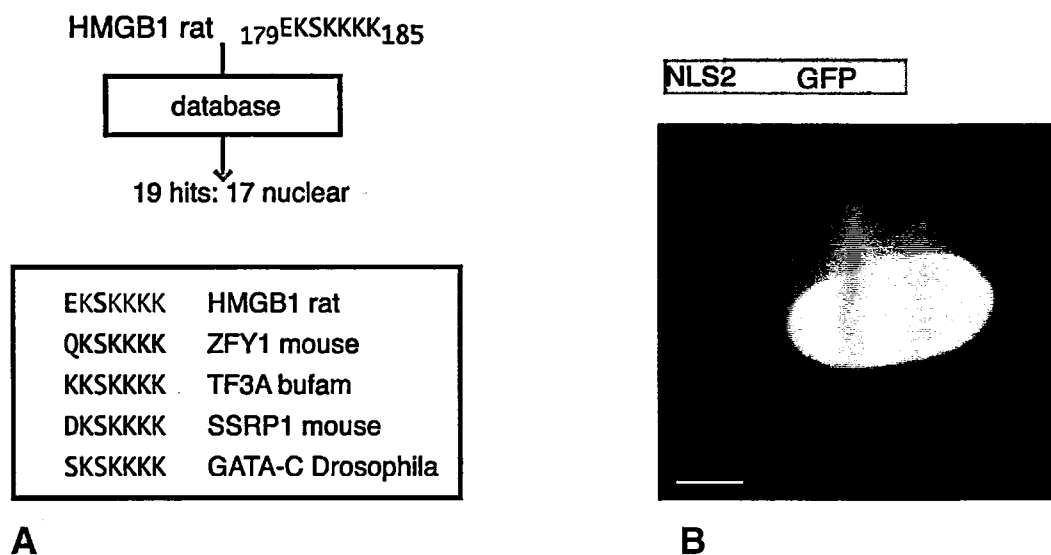 HMGB1 rat 179EKSKKKK185
database
19 hits: 17 nuclear
EKSKKKK HMGB1 rat
QKSKKKK ZFY1 mouse
KKSKKKK TF3A bufam
DKSKKKK SSRP1 mouse
SKSKKKK GATA-C Drosophila
A
NLS2 GFP
B